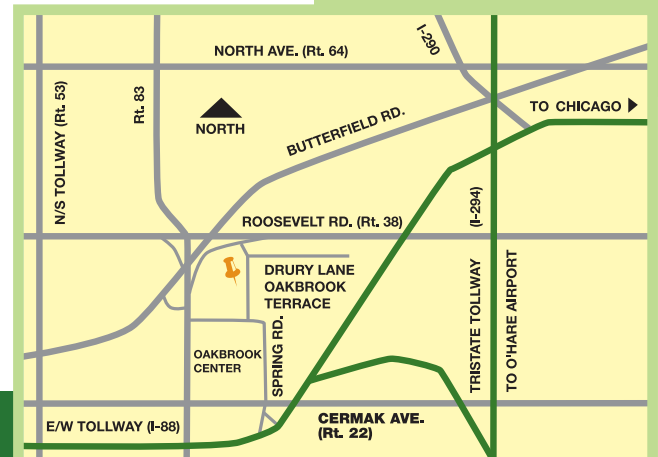 I-290
NORTH AVE. (Rt. 64)
N/S TOLLWAY (Rt. 53)
Rt. 83
NORTH
BUTTERFIELD RD.
TO CHICAGO
ROOSEVELT RD. (Rt. 38)
(I-294)
TRISTATE TOLLWAY
TO O'HARE AIRPORT
DRURY LANE
OAKBROOK
TERRACE
SPRING RD.
OAKBROOK
CENTER
E/W TOLLWAY (I-88)
CERMAK AVE.
(Rt. 22)